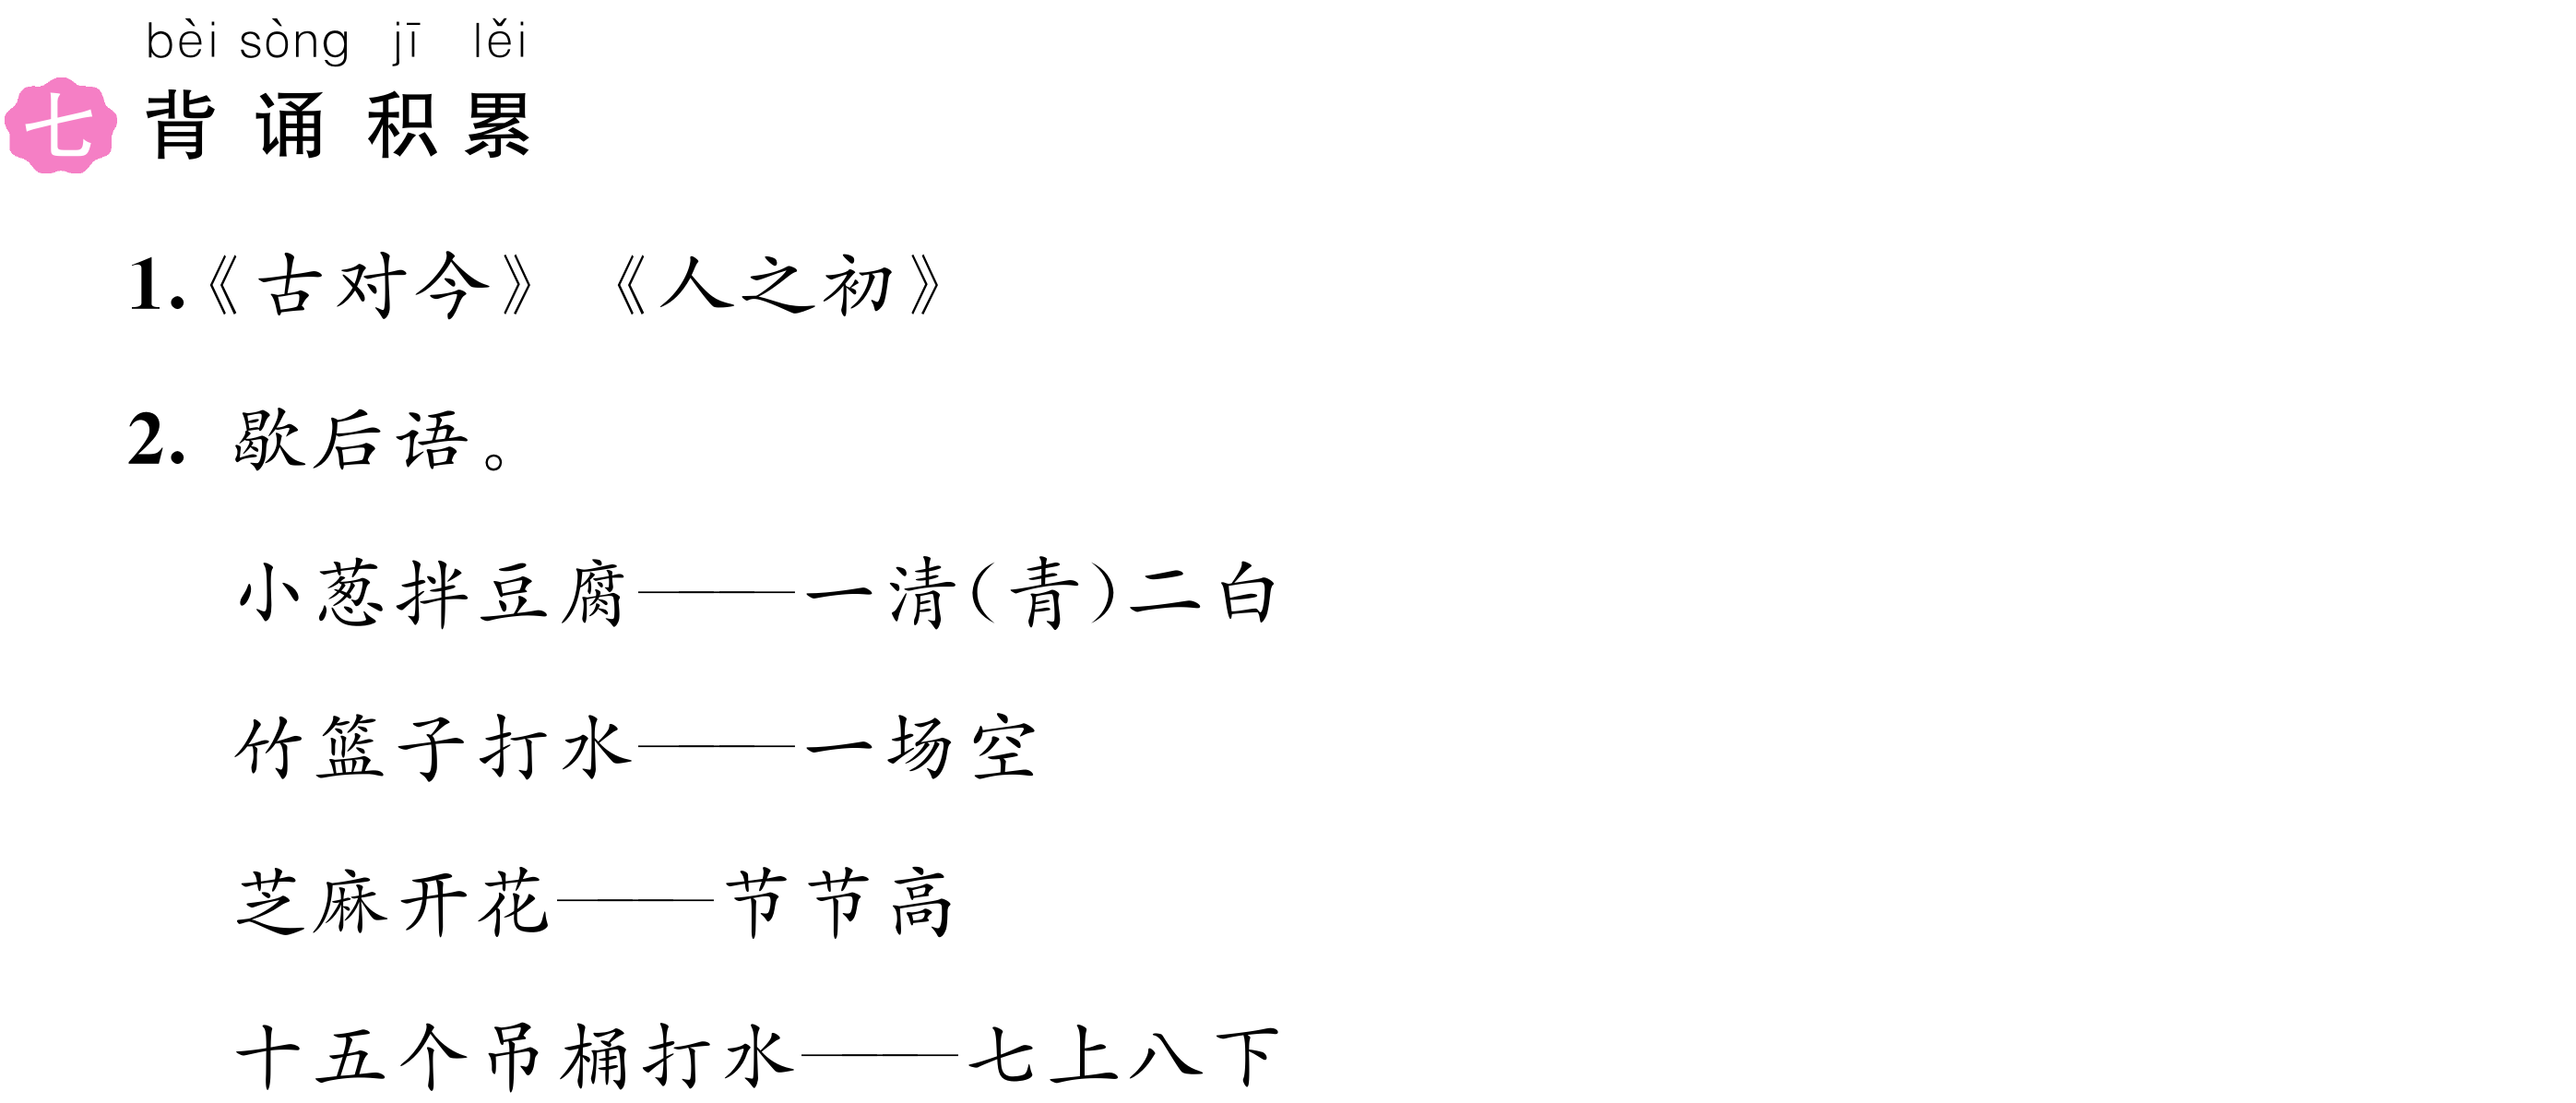 bèi sòng jī lěi
七 背诵积累
1.《古对今》 《人之初》
2. 歇后语。
小葱拌豆腐——一清(青)二白
竹篮子打水——一场空
芝麻开花——节节高
十五个吊桶打水——七上八下